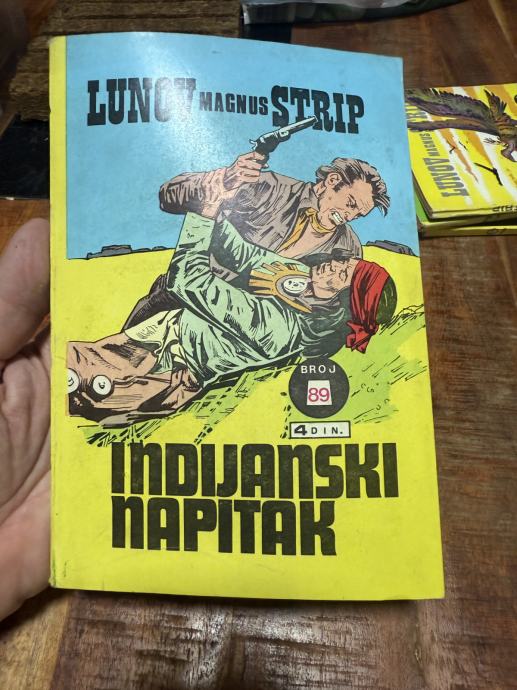 LUNOV MAGNUS STRIP
BROJ
89
4 DIN.
INDIJANSKI
NAPITAK